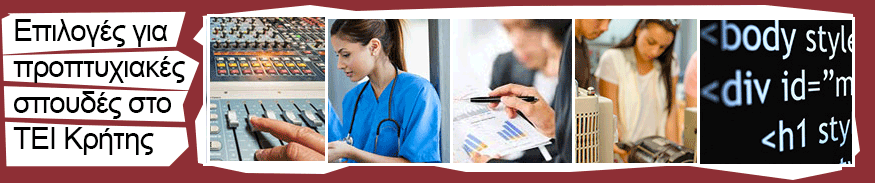 Επιλογές για
προπτυχιακές
σπουδές στο
ΤΕΙ Κρήτης
<body style
<div id="m
<h1 sty